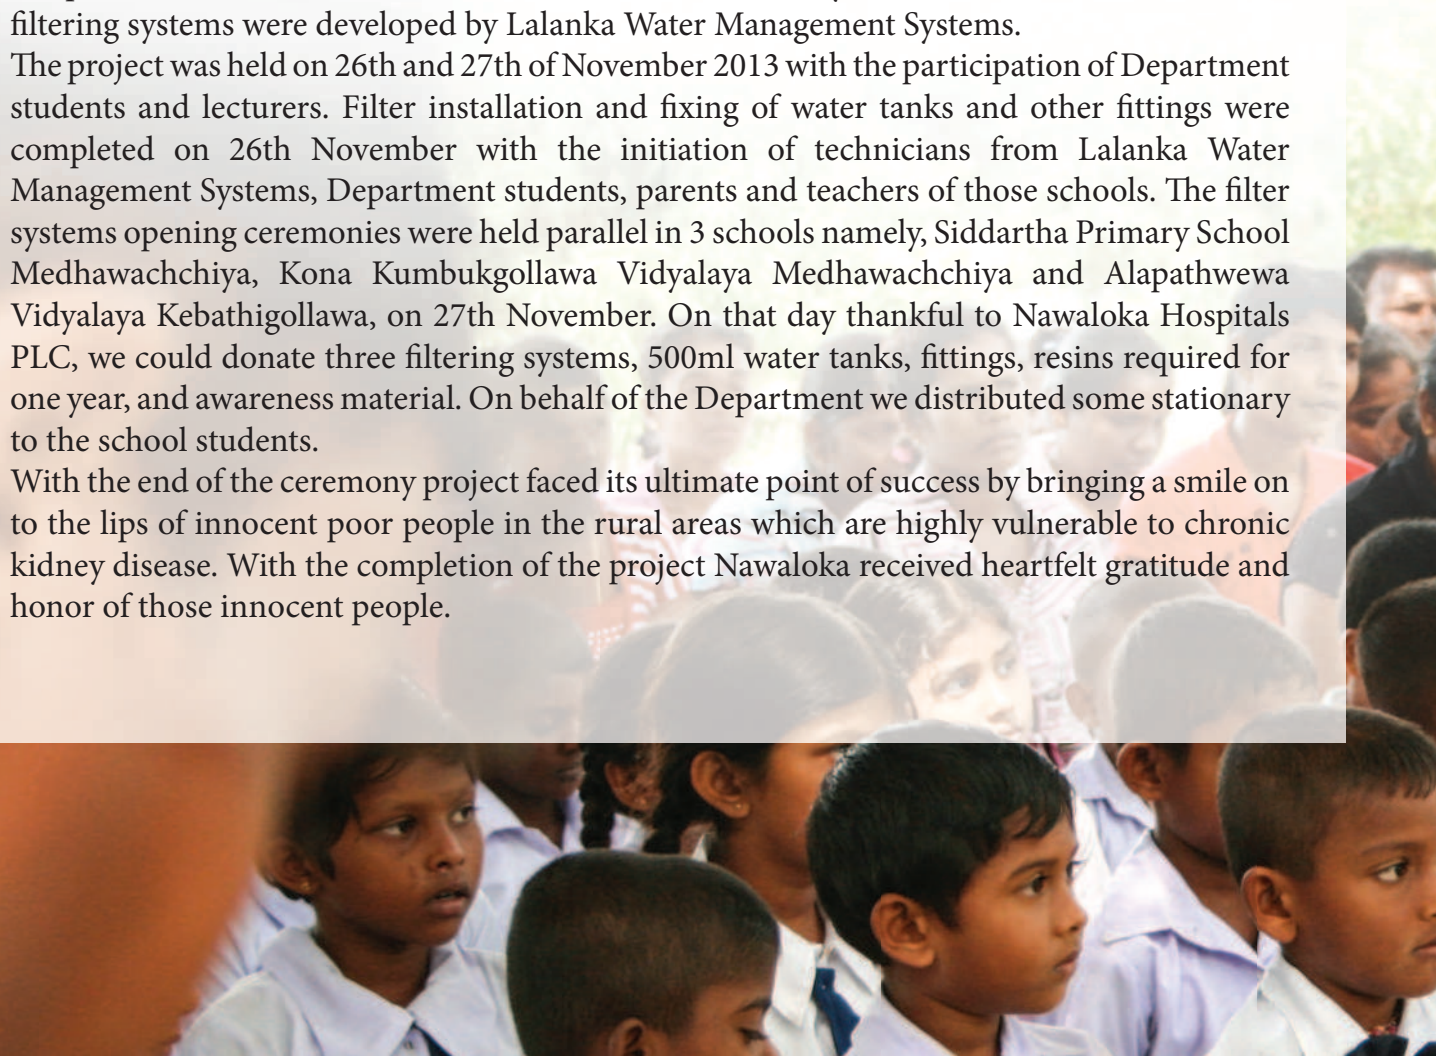 filtering systems were developed by Lalanka Water Management Systems.
The project was held on 26th and 27th of November 2013 with the participation of Department
students and lecturers. Filter installation and fixing of water tanks and other fittings were
completed on 26th November with the initiation of technicians from Lalanka Water
Management Systems, Department students, parents and teachers of those schools. The filter
systems opening ceremonies were held parallel in 3 schools namely, Siddartha Primary School
Medhawachchiya, Kona Kumbukgollawa Vidyalaya Medhawachchiya and Alapathwewa
Vidyalaya Kebathigollawa, on 27th November. On that day thankful to Nawaloka Hospitals
PLC, we could donate three filtering systems, 500ml water tanks, fittings, resins required for
one year, and awareness material. On behalf of the Department we distributed some stationary
to the school students.
With the end of the ceremony project faced its ultimate point of success by bringing a smile on
to the lips of innocent poor people in the rural areas which are highly vulnerable to chronic
kidney disease. With the completion of the project Nawaloka received heartfelt gratitude and
honor of those innocent people.